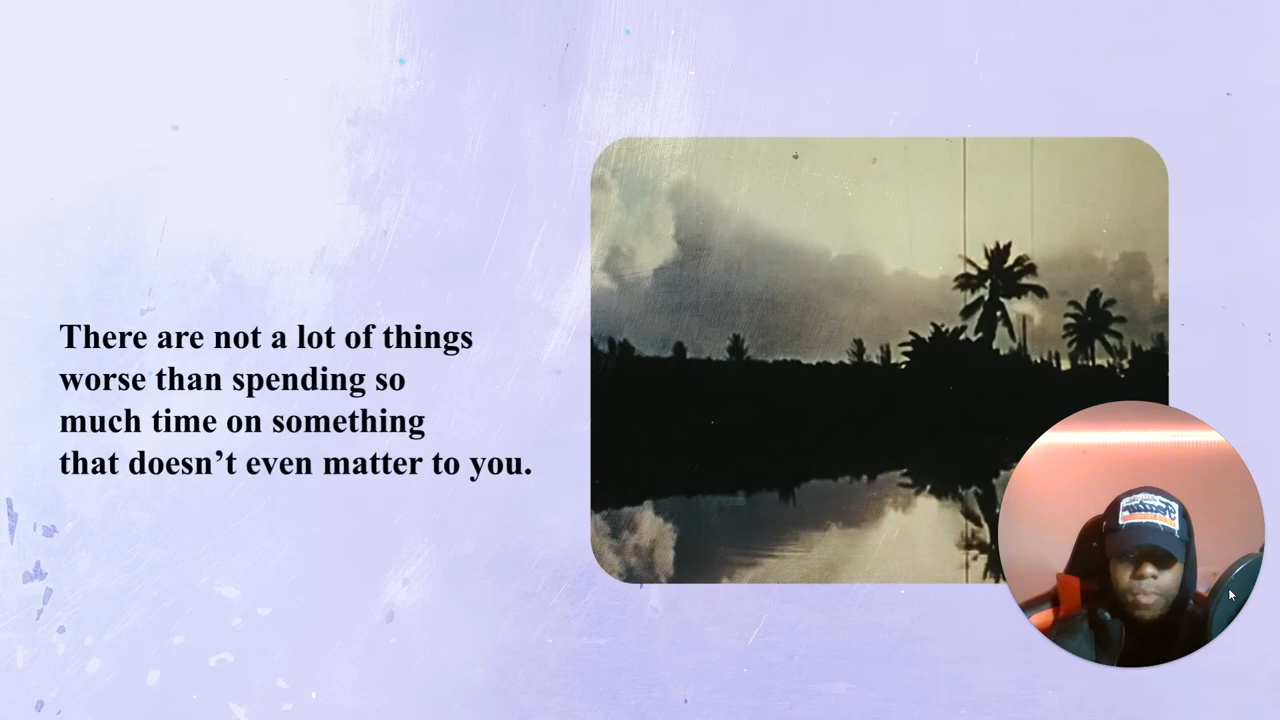 There are not a lot of things
worse than spending so
much time on something
that doesn’t even matter to you.